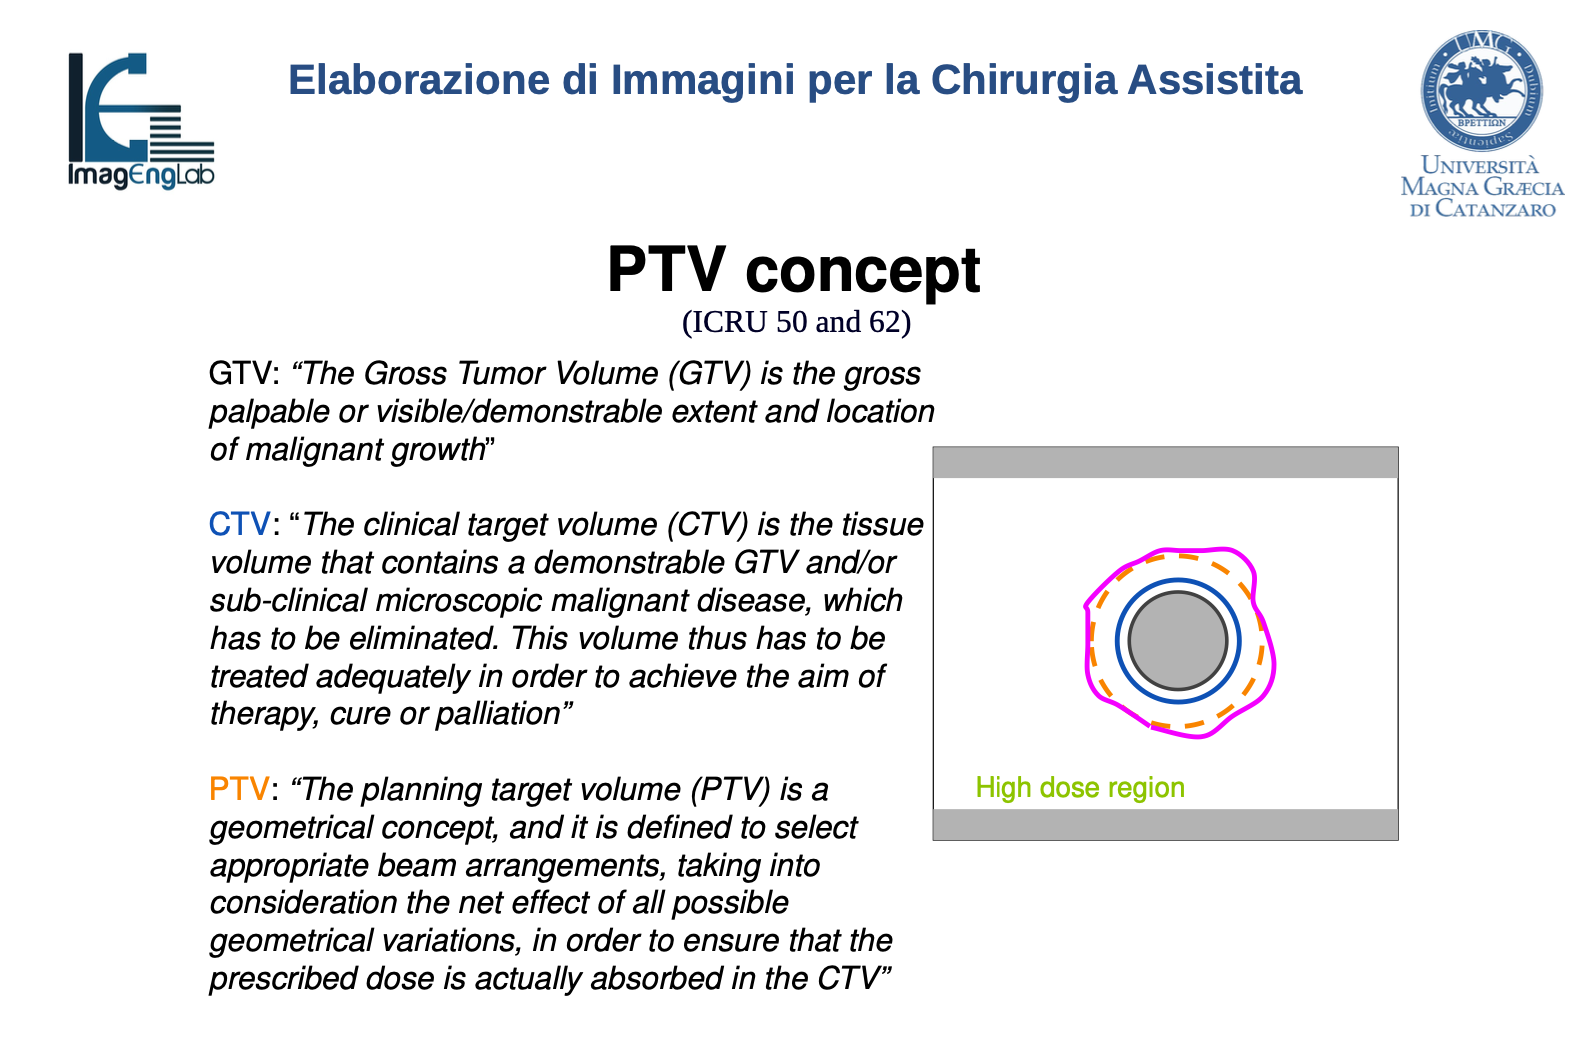 Elaborazione di Immagini per la Chirurgia Assistita
ImagEngLab
UMG
Initium
Dubitum
Sapientiae
ΒΡΕΤΤΙΩΝ
UNIVERSITÀ
MAGNA GRÆCIA
DI CATANZARO
PTV concept
(ICRU 50 and 62)
GTV: “The Gross Tumor Volume (GTV) is the gross
palpable or visible/demonstrable extent and location
of malignant growth”
CTV: “The clinical target volume (CTV) is the tissue
volume that contains a demonstrable GTV and/or
sub-clinical microscopic malignant disease, which
has to be eliminated. This volume thus has to be
treated adequately in order to achieve the aim of
therapy, cure or palliation”
PTV: “The planning target volume (PTV) is a
geometrical concept, and it is defined to select
appropriate beam arrangements, taking into
consideration the net effect of all possible
geometrical variations, in order to ensure that the
prescribed dose is actually absorbed in the CTV”
High dose region